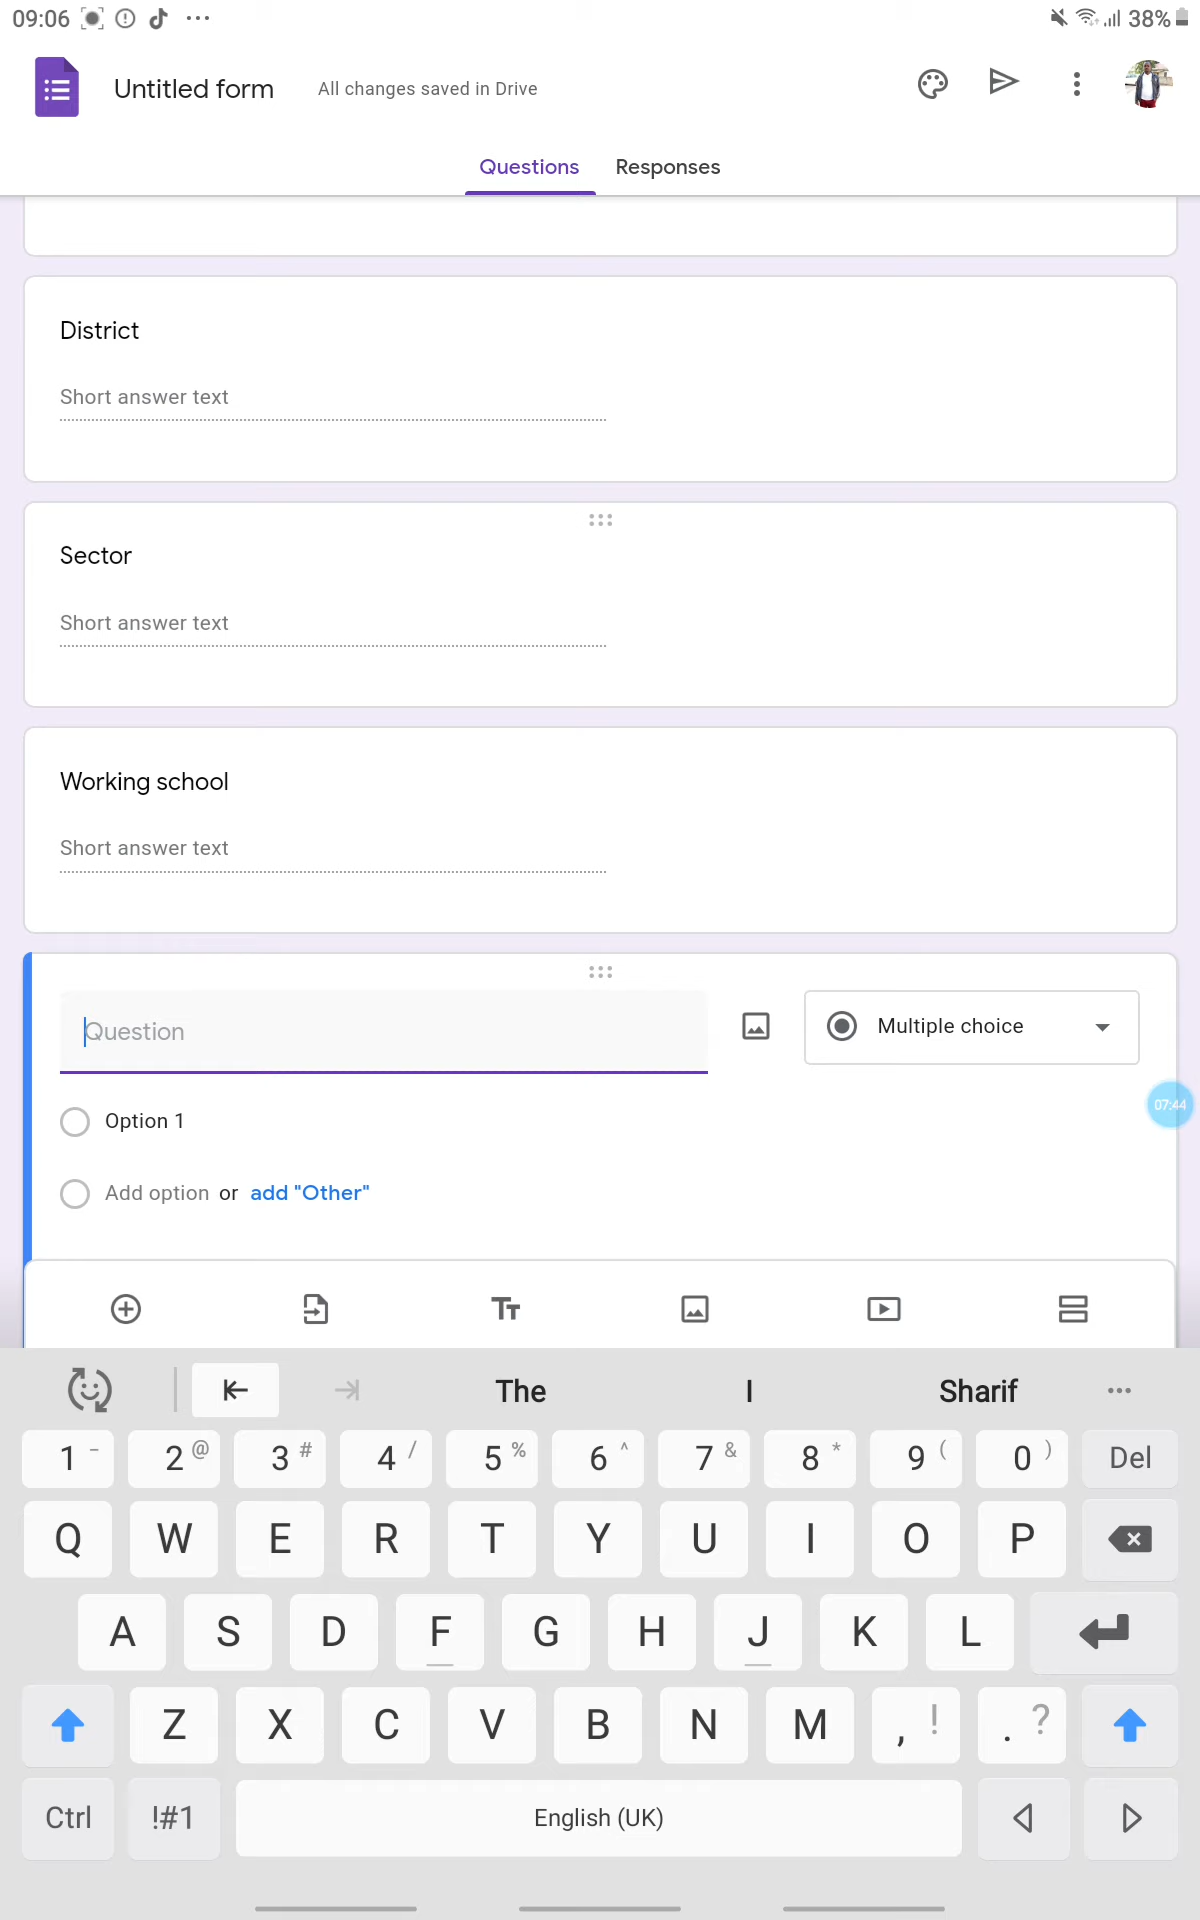 09:06 38%
Untitled form All changes saved in Drive
Questions Responses
District
Short answer text
Sector
Short answer text
Working school
Short answer text
Question Multiple choice
07:44
Option 1
Add option or add "Other"
The I Sharif
1 - 2 @ 3 # 4 / 5 % 6 ^ 7 & 8 * 9 ( 0 ) Del
Q W E R T Y U I O P
A S D F G H J K L
Z X C V B N M , ! . ?
Ctrl !#1 English (UK)